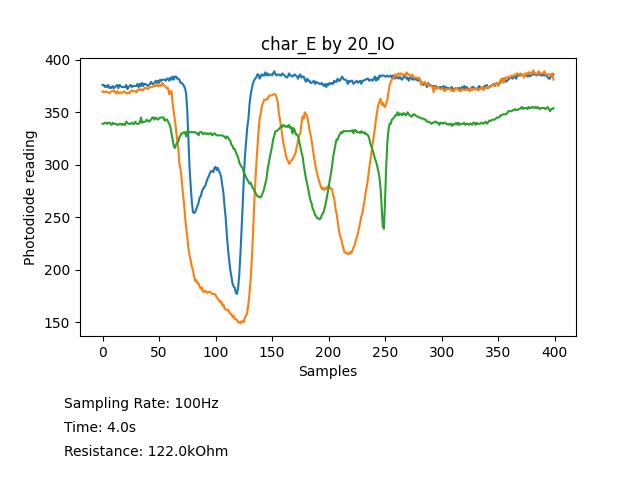 char_E by 20_IO
400
350
300
250
200
150
Photodiode reading
0 50 100 150 200 250 300 350 400
Samples
Sampling Rate: 100Hz
Time: 4.0s
Resistance: 122.0kOhm